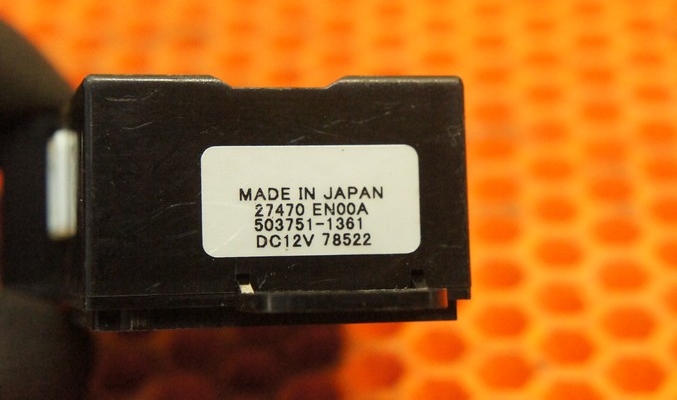 MADE IN JAPAN
27470 EN00A
503751-1361
DC12V 78522